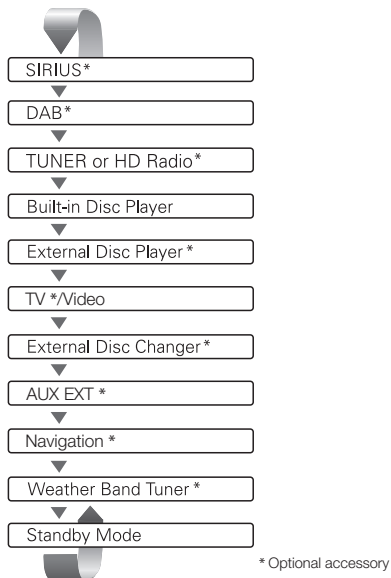 SIRIUS*
DAB*
TUNER or HD Radio*
Built-in Disc Player
External Disc Player*
TV */Video
External Disc Changer*
AUX EXT *
Navigation *
Weather Band Tuner*
Standby Mode
* Optional accessory